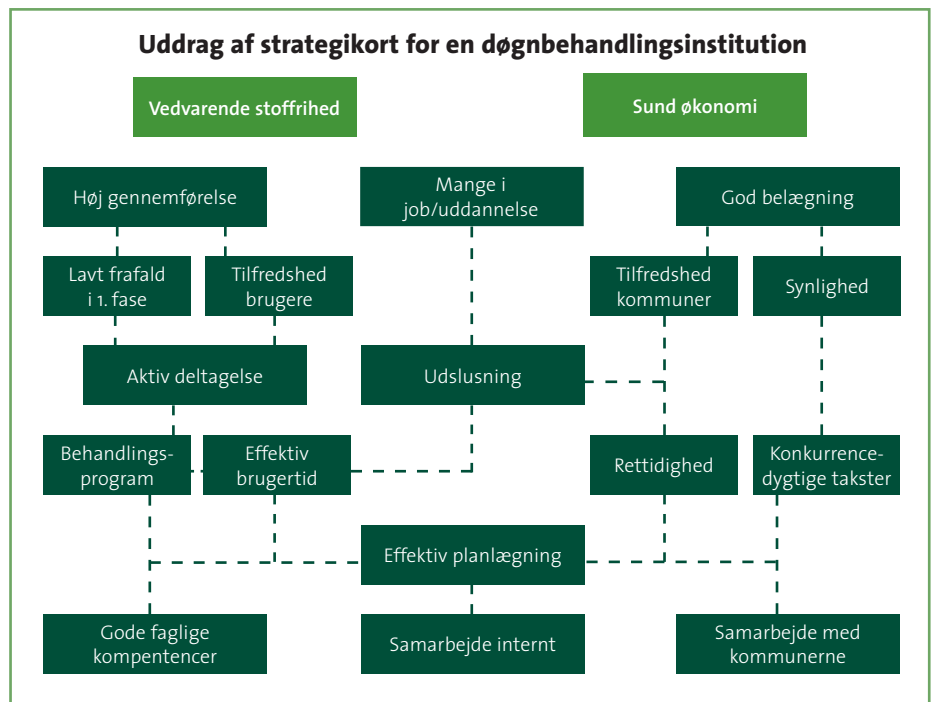 Uddrag af strategikort for en døgnbehandlingsinstitution
Vedvarende stoffrihed
Sund økonomi
Høj gennemførelse
Mange i
job/uddannelse
God belægning
Lavt frafald
i 1. fase
Tilfredshed
brugere
Tilfredshed
kommuner
Synlighed
Aktiv deltagelse
Udslusning
Behandlings-
program
Effektiv
brugertid
Rettidighed
Konkurrence-
dygtige takster
Effektiv planlægning
Gode faglige
kompentencer
Samarbejde internt
Samarbejde med
kommunerne